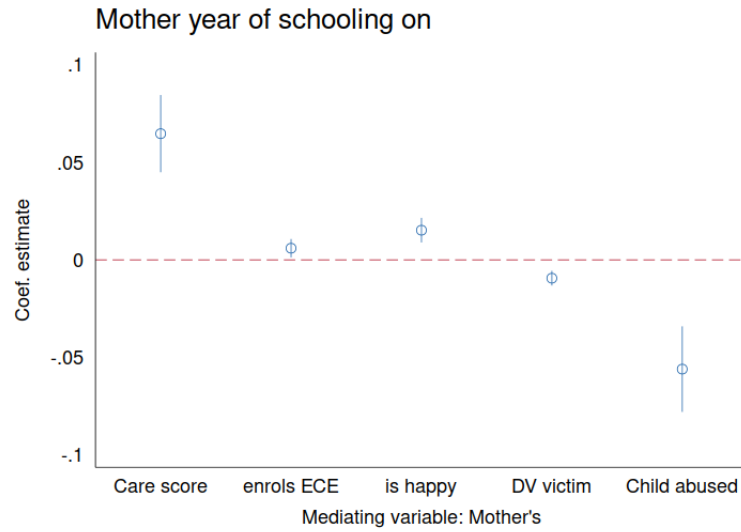 Mother year of schooling on
Coef. estimate
.1
.05
0
-.05
-.1
Care score
enrols ECE
is happy
DV victim
Child abused
Mediating variable: Mother's